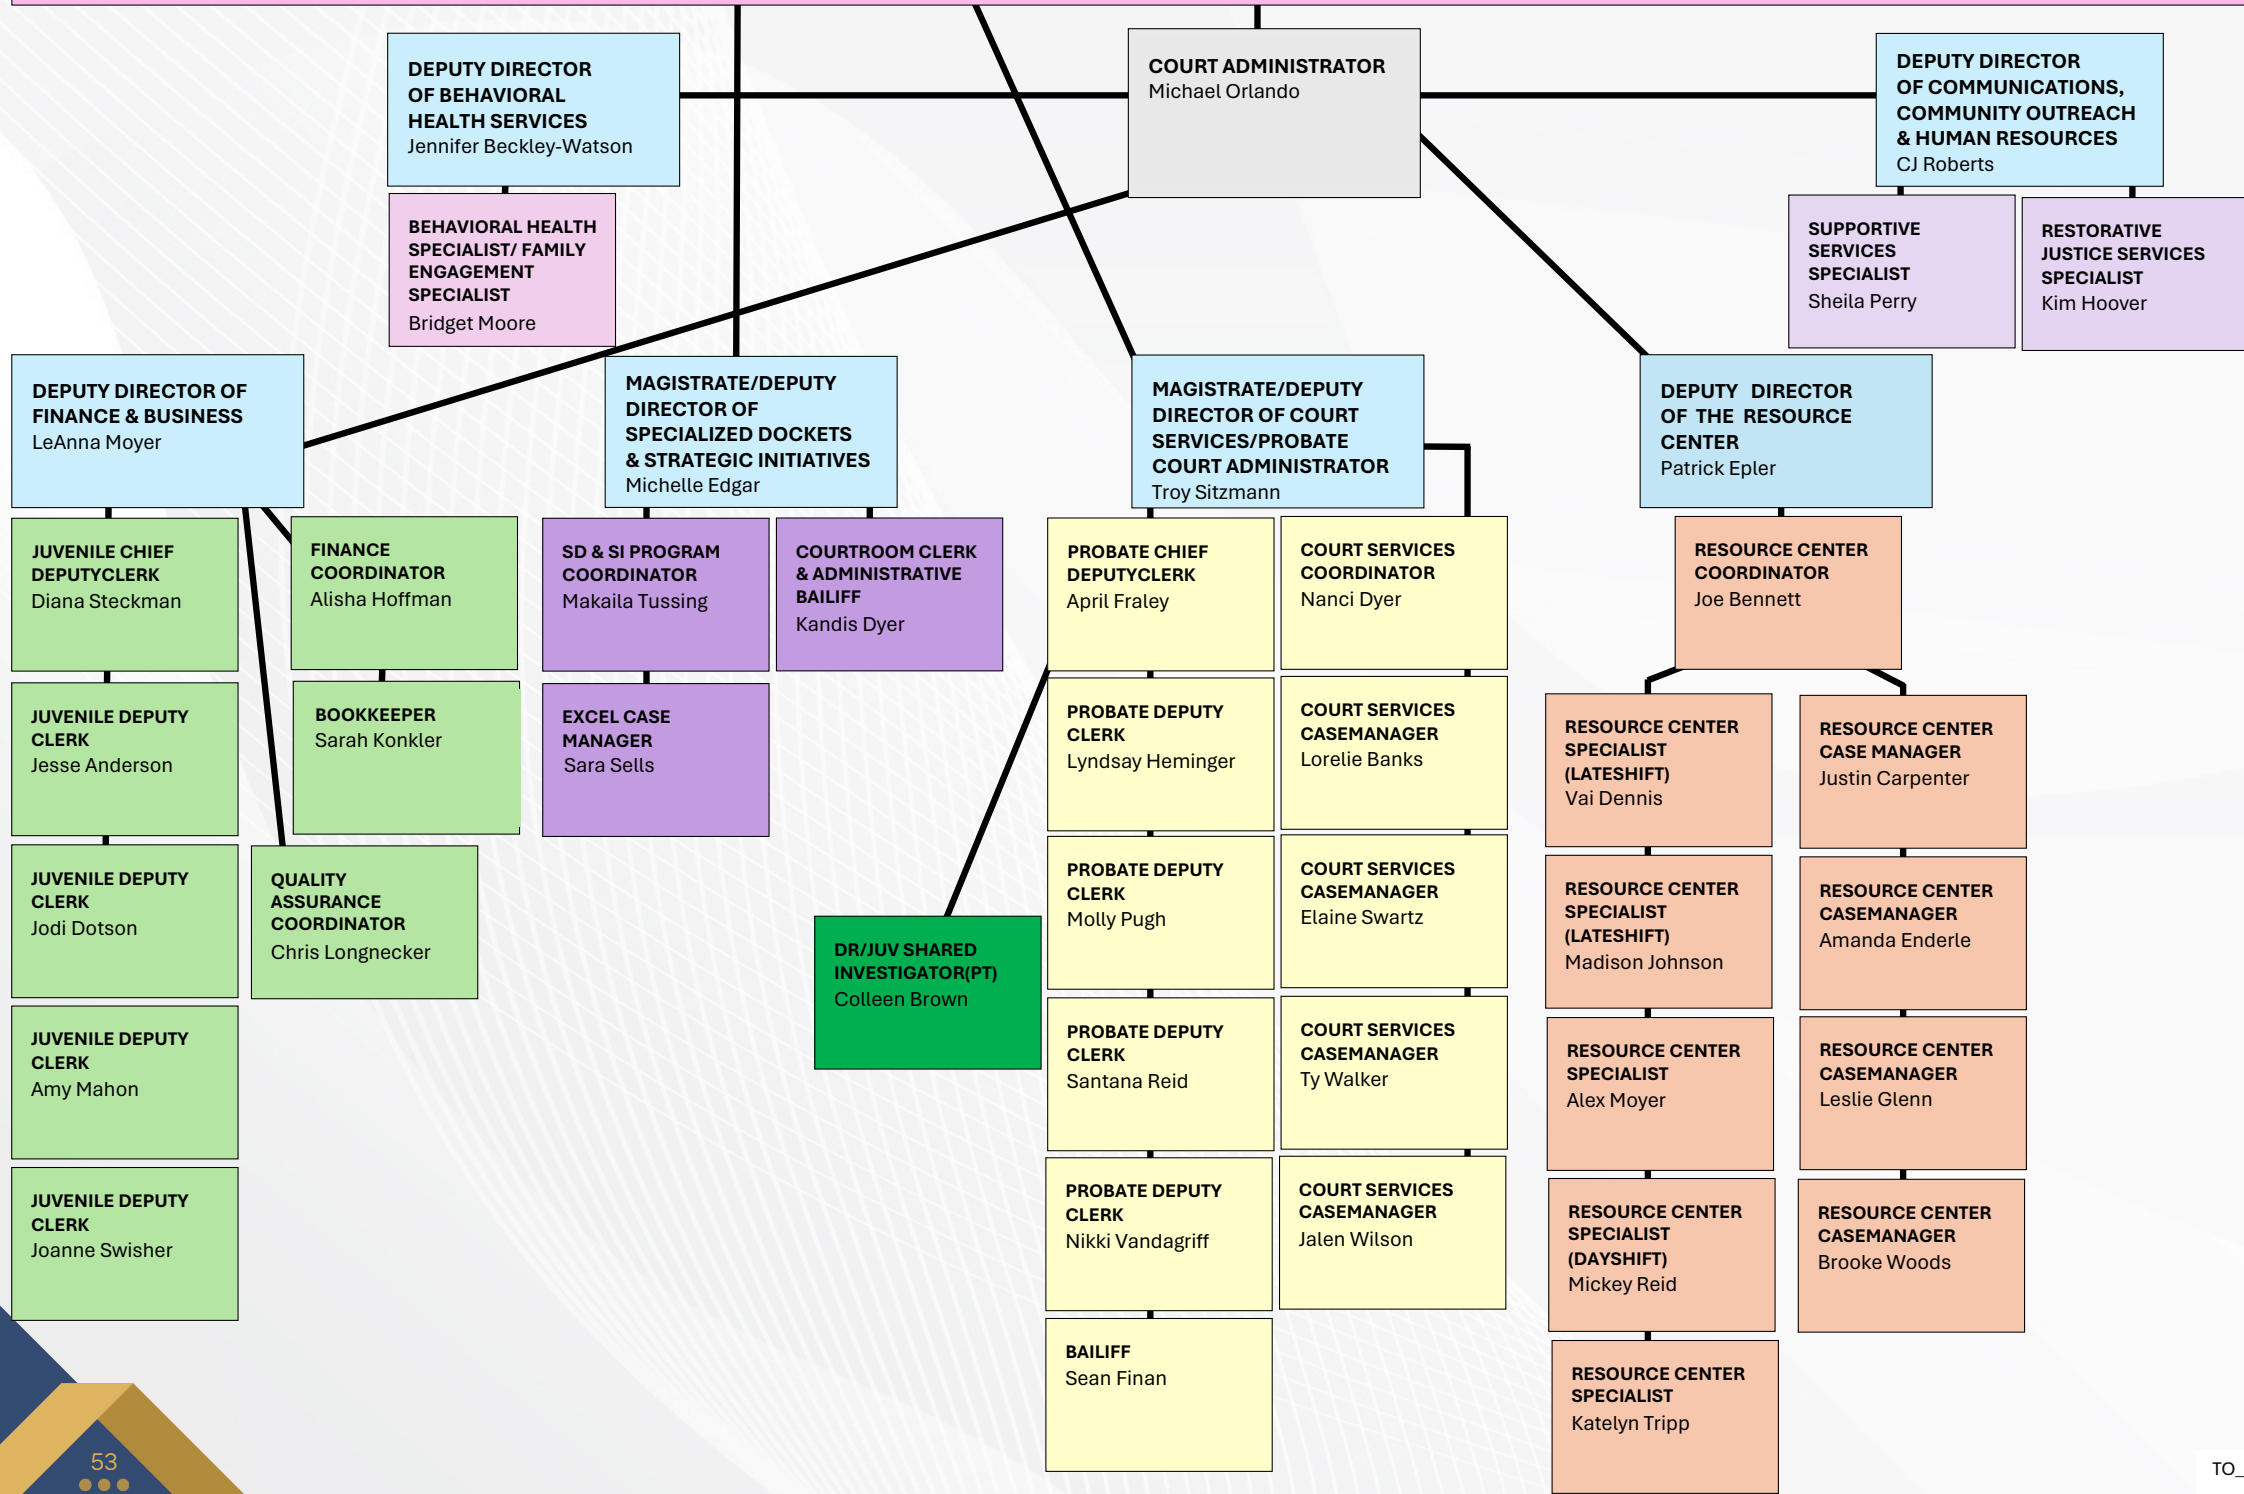 DEPUTY DIRECTOR
OF BEHAVIORAL
HEALTH SERVICES
Jennifer Beckley-Watson
COURT ADMINISTRATOR
Michael Orlando
DEPUTY DIRECTOR
OF COMMUNICATIONS,
COMMUNITY OUTREACH
& HUMAN RESOURCES
CJ Roberts
BEHAVIORAL HEALTH
SPECIALIST/ FAMILY
ENGAGEMENT
SPECIALIST
Bridget Moore
SUPPORTIVE
SERVICES
SPECIALIST
Sheila Perry
RESTORATIVE
JUSTICE SERVICES
SPECIALIST
Kim Hoover
DEPUTY DIRECTOR OF
FINANCE & BUSINESS
LeAnna Moyer
MAGISTRATE/DEPUTY
DIRECTOR OF
SPECIALIZED DOCKETS
& STRATEGIC INITIATIVES
Michelle Edgar
MAGISTRATE/DEPUTY
DIRECTOR OF COURT
SERVICES/PROBATE
COURT ADMINISTRATOR
Troy Sitzmann
DEPUTY DIRECTOR
OF THE RESOURCE
CENTER
Patrick Epler
JUVENILE CHIEF
DEPUTYCLERK
Diana Steckman
FINANCE
COORDINATOR
Alisha Hoffman
SD & SI PROGRAM
COORDINATOR
Makaila Tussing
COURTROOM CLERK
& ADMINISTRATIVE
BAILIFF
Kandis Dyer
PROBATE CHIEF
DEPUTYCLERK
April Fraley
COURT SERVICES
COORDINATOR
Nanci Dyer
RESOURCE CENTER
COORDINATOR
Joe Bennett
JUVENILE DEPUTY
CLERK
Jesse Anderson
BOOKKEEPER
Sarah Konkler
EXCEL CASE
MANAGER
Sara Sells
PROBATE DEPUTY
CLERK
Lyndsay Heminger
COURT SERVICES
CASEMANAGER
Lorelie Banks
RESOURCE CENTER
SPECIALIST
(LATESHIFT)
Vai Dennis
RESOURCE CENTER
CASE MANAGER
Justin Carpenter
JUVENILE DEPUTY
CLERK
Jodi Dotson
QUALITY
ASSURANCE
COORDINATOR
Chris Longnecker
DR/JUV SHARED
INVESTIGATOR(PT)
Colleen Brown
PROBATE DEPUTY
CLERK
Molly Pugh
COURT SERVICES
CASEMANAGER
Elaine Swartz
RESOURCE CENTER
SPECIALIST
(LATESHIFT)
Madison Johnson
RESOURCE CENTER
CASEMANAGER
Amanda Enderle
JUVENILE DEPUTY
CLERK
Amy Mahon
PROBATE DEPUTY
CLERK
Santana Reid
COURT SERVICES
CASEMANAGER
Ty Walker
RESOURCE CENTER
SPECIALIST
Alex Moyer
RESOURCE CENTER
CASEMANAGER
Leslie Glenn
JUVENILE DEPUTY
CLERK
Joanne Swisher
PROBATE DEPUTY
CLERK
Nikki Vandagriff
COURT SERVICES
CASEMANAGER
Jalen Wilson
RESOURCE CENTER
SPECIALIST
(DAYSHIFT)
Mickey Reid
RESOURCE CENTER
CASEMANAGER
Brooke Woods
BAILIFF
Sean Finan
RESOURCE CENTER
SPECIALIST
Katelyn Tripp
53
TO_